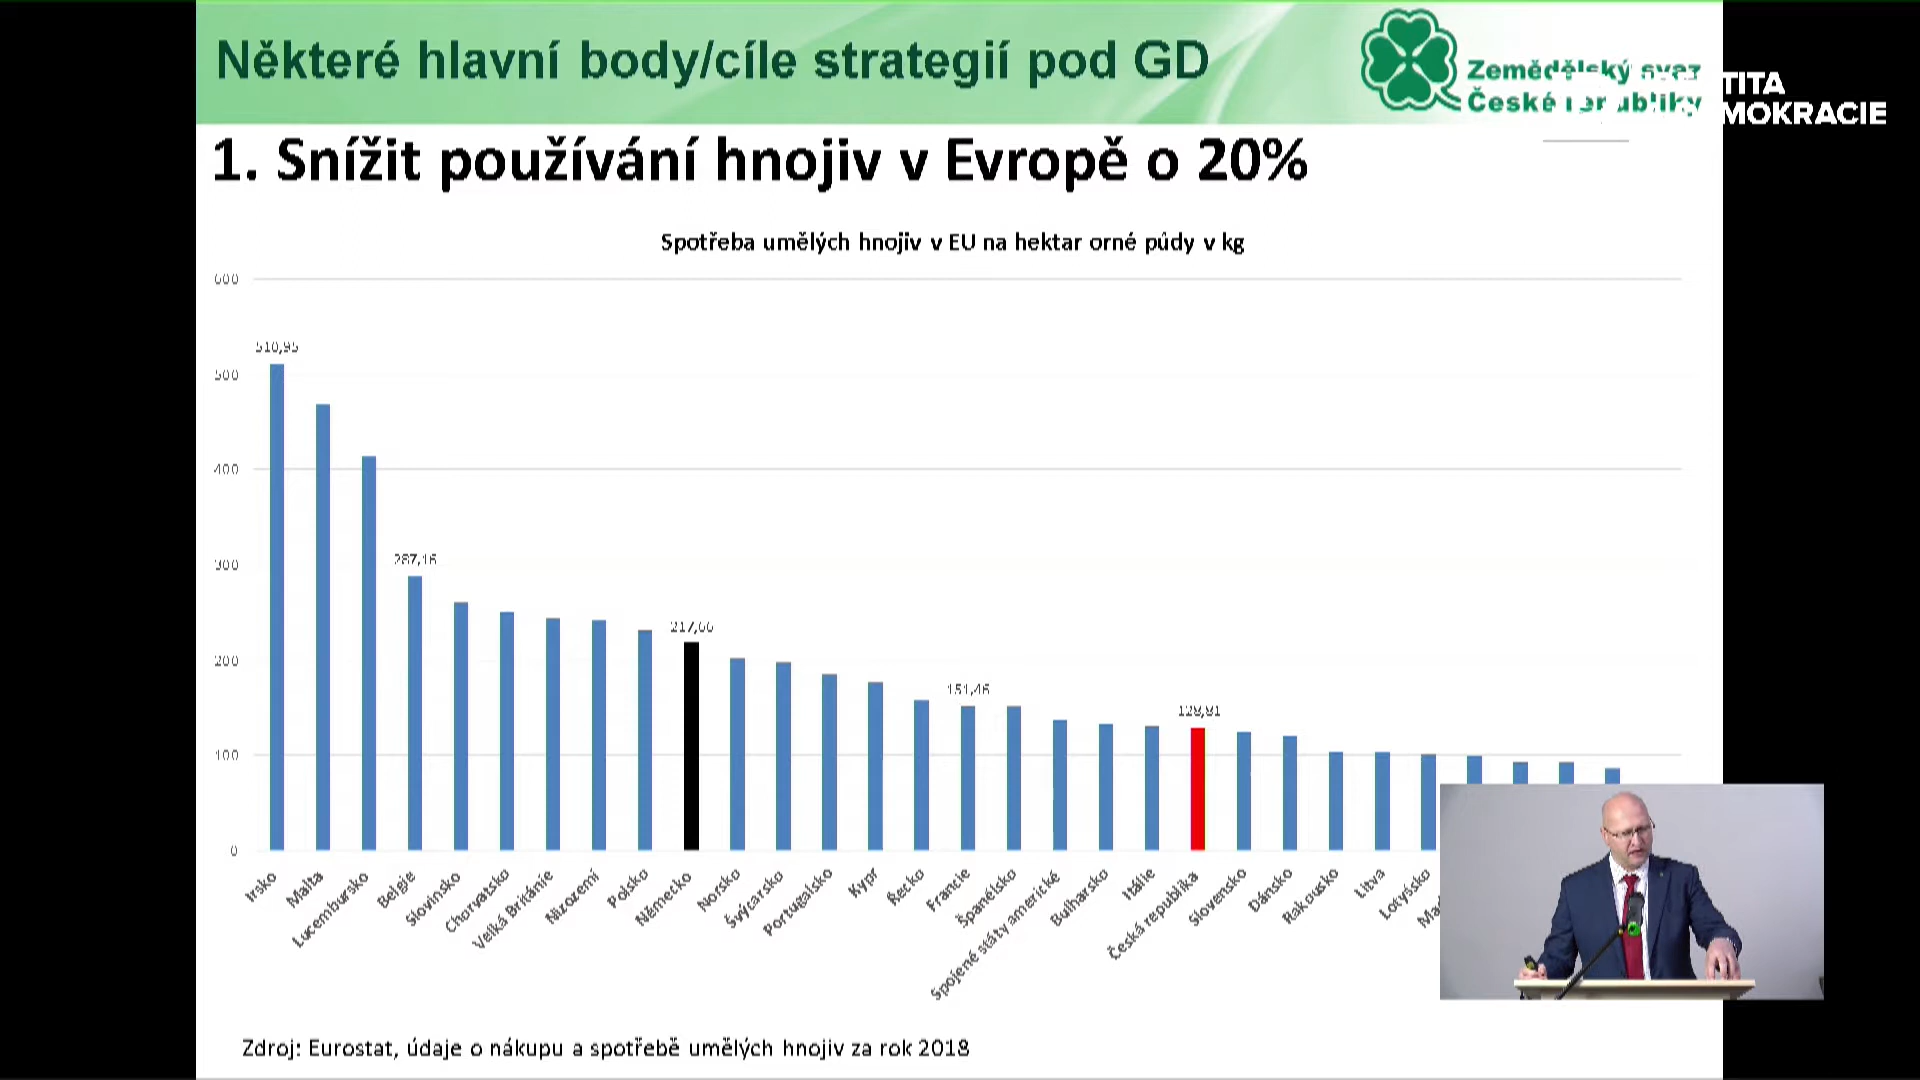 Některé hlavní body/cíle strategií pod GD
Zemědělský svaz
České republiky
TITA
MOKRACIE
1. Snížit používání hnojiv v Evropě o 20%
Spotřeba umělých hnojiv v EU na hektar orné půdy v kg
600
510,95
500
400
287,16
300
217,66
200
151,46
128,81
100
0
Irsko
Malta
Lucembursko
Belgie
Slovinsko
Chorvatsko
Velká Británie
Nizozemí
Polsko
Německo
Norsko
Švýcarsko
Portugalsko
Kypr
Řecko
Francie
Španělsko
Spojené státy americké
Bulharsko
Itálie
Česká republika
Slovensko
Dánsko
Rakousko
Litva
Lotyšsko
Zdroj: Eurostat, údaje o nákupu a spotřebě umělých hnojiv za rok 2018